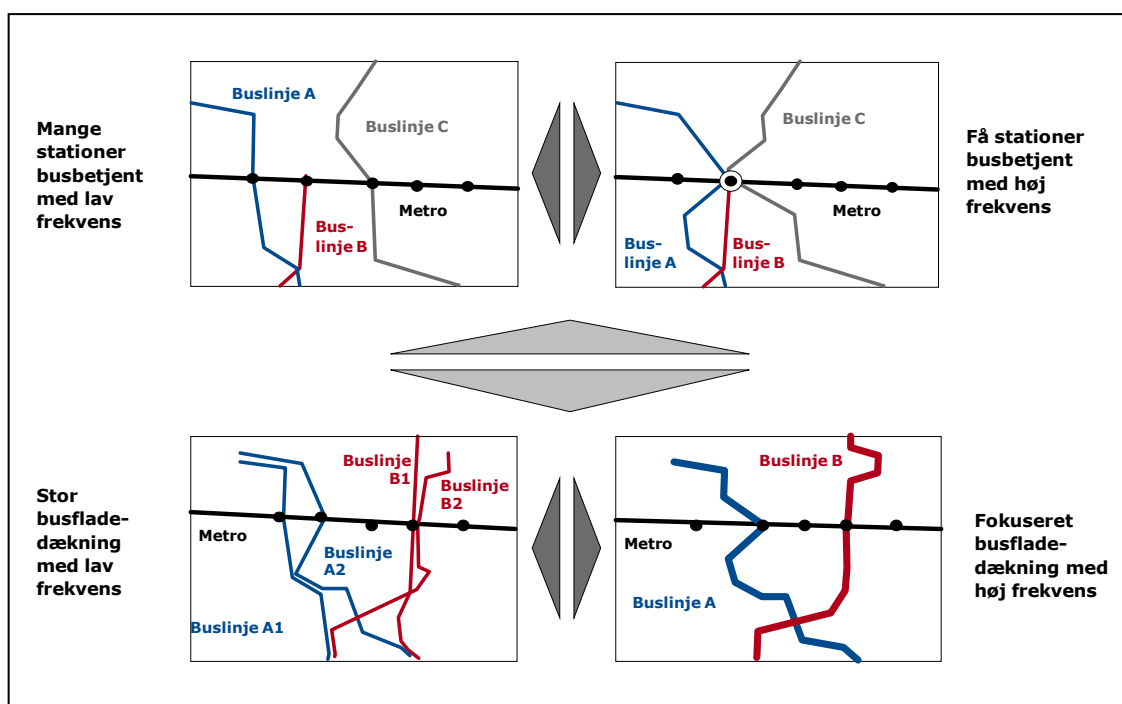 Mange
stationer
busbetjent
med lav
frekvens
Buslinje A
Buslinje C
Metro
Bus-
linje B
Buslinje C
Metro
Bus-
linje A
Bus-
linje B
Få stationer
busbetjent
med høj
frekvens
Stor
busflade-
dækning
med lav
frekvens
Buslinje
B1
Buslinje
B2
Metro
Buslinje
A2
Buslinje A1
Buslinje B
Metro
Buslinje A
Fokuseret
busflade-
dækning med
høj frekvens